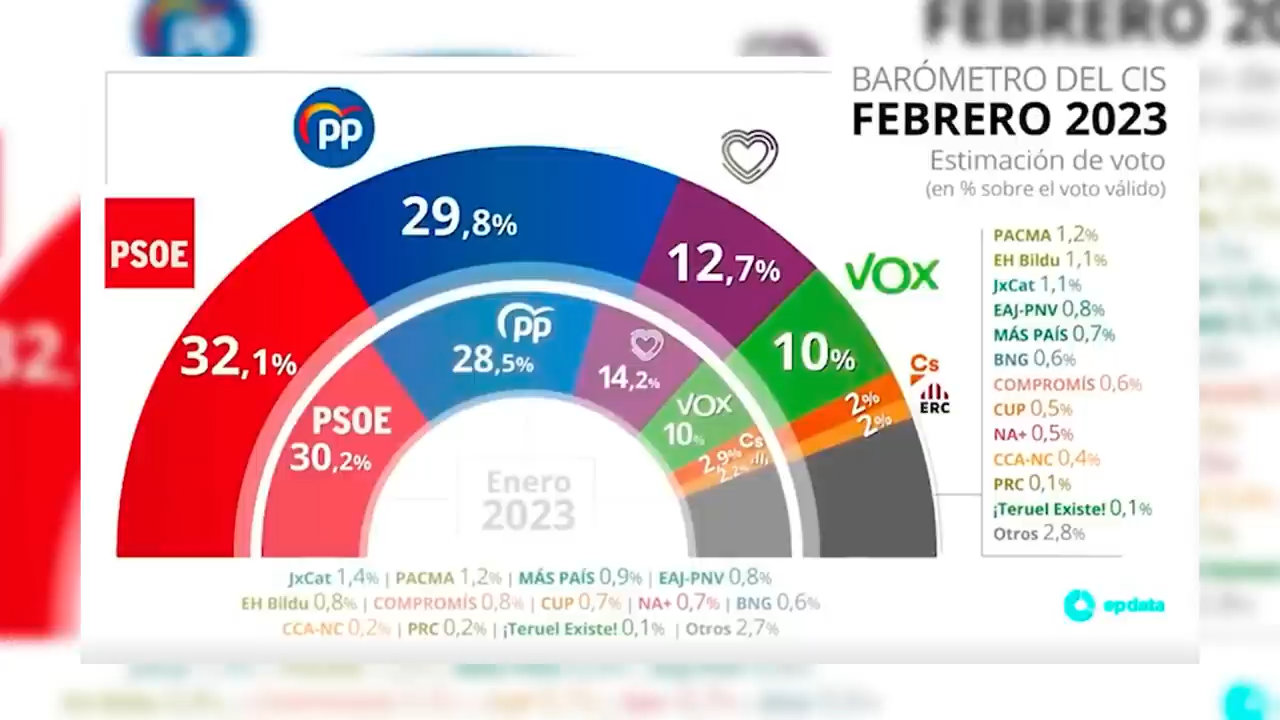 BARÓMETRO DEL CIS
FEBRERO 2023
Estimación de voto
(en % sobre el voto válido)
pp
PSOE
29,8%
12,7%
VOX
32,1%
10%
Cs
ERC
2%
2%
pp
28,5%
14,2%
PSOE
30,2%
VOX
10%
Cs
2,9%
2,2%
Enero
2023
PACMA 1,2%
EH Bildu 1,1%
JxCat 1,1%
EAJ-PNV 0,8%
MÁS PAÍS 0,7%
BNG 0,6%
COMPROMÍS 0,6%
CUP 0,5%
NA+ 0,5%
CCA-NC 0,4%
PRC 0,1%
¡Teruel Existe! 0,1%
Otros 2,8%
JxCat 1,4% | PACMA 1,2% | MÁS PAÍS 0,9% | EAJ-PNV 0,8%
EH Bildu 0,8% | COMPROMÍS 0,8% | CUP 0,7% | NA+ 0,7% | BNG 0,6%
CCA-NC 0,2% | PRC 0,2% | ¡Teruel Existe! 0,1% | Otros 2,7%
epdata